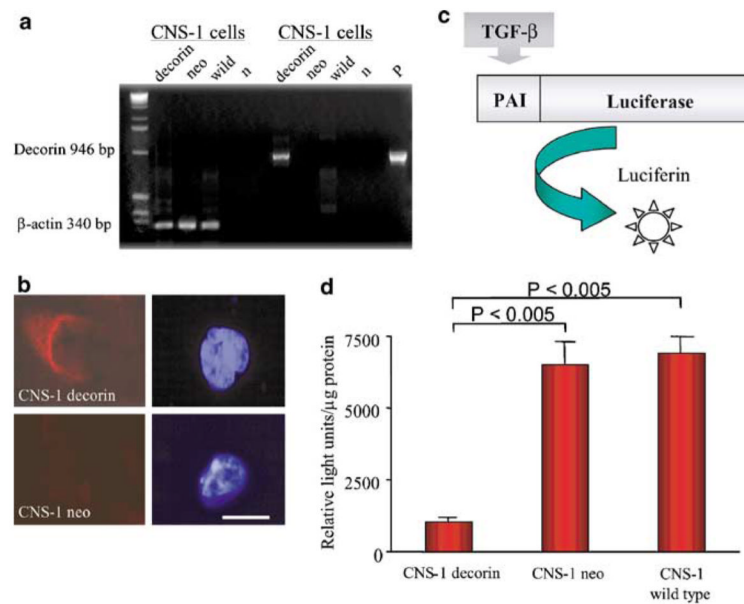 a
CNS-1 cells CNS-1 cells
decorin neo wild n decorin neo wild n P
Decorin 946 bp
β-actin 340 bp
b
CNS-1 decorin
CNS-1 neo
c
TGF-β
PAI Luciferase
Luciferin
d
P < 0,005
P < 0,005
Relative light units/μg protein
7500
5000
2500
0
CNS-1 decorin CNS-1 neo CNS-1
wild type